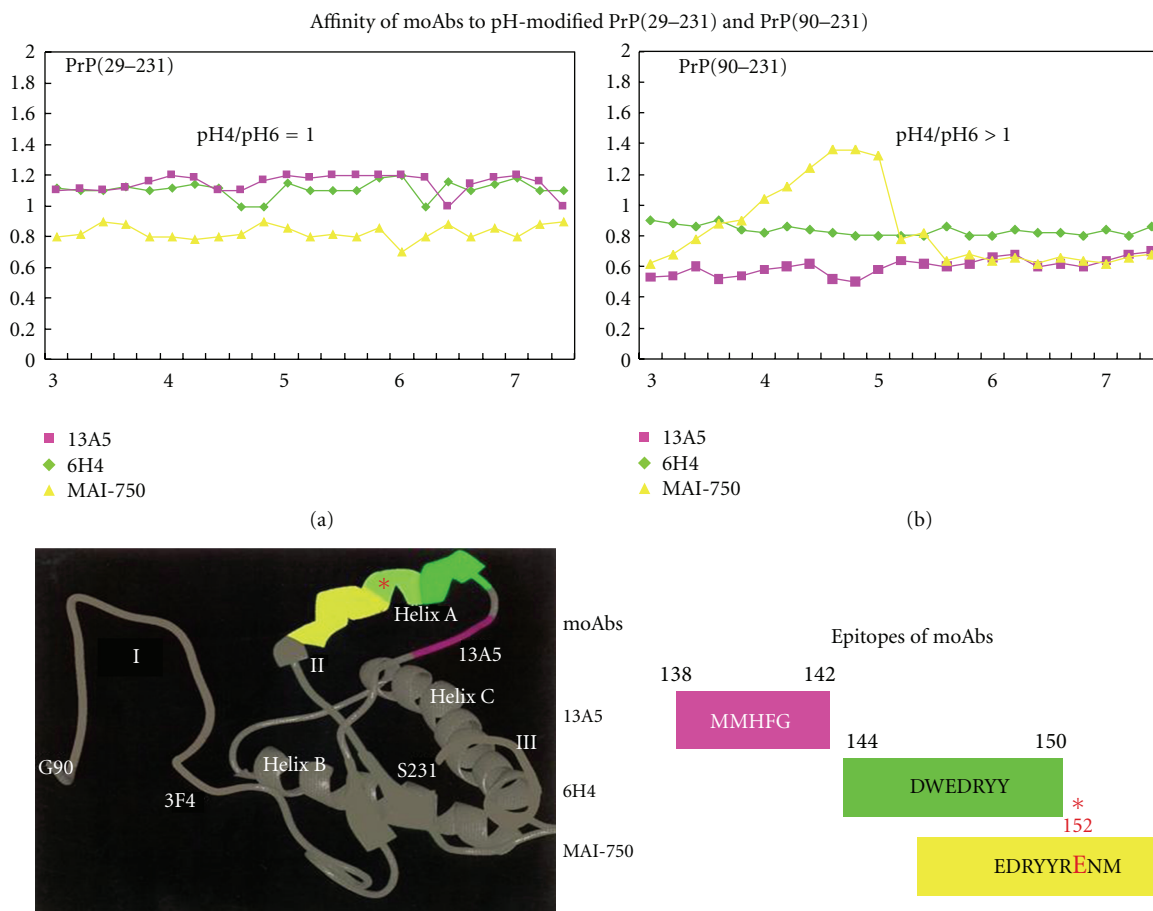 Affinity of moAbs to pH-modified PrP(29–231) and PrP(90–231)
2
1.8
1.6
1.4
1.2
1
0.8
0.6
0.4
0.2
0
PrP(29–231)
pH4/pH6 = 1
3 4 5 6 7
13A5
6H4
MAI-750
(a)
2
1.8
1.6
1.4
1.2
1
0.8
0.6
0.4
0.2
0
PrP(90–231)
pH4/pH6 > 1
3 4 5 6 7
13A5
6H4
MAI-750
(b)
*
Helix A
I
II
13A5
Helix C
III
G90
Helix B
S231
3F4
moAbs
Epitopes of moAbs
138 142
13A5
MMHFG
144 150
6H4
DWEDRYY
*
152
MAI-750
EDRYYRENM